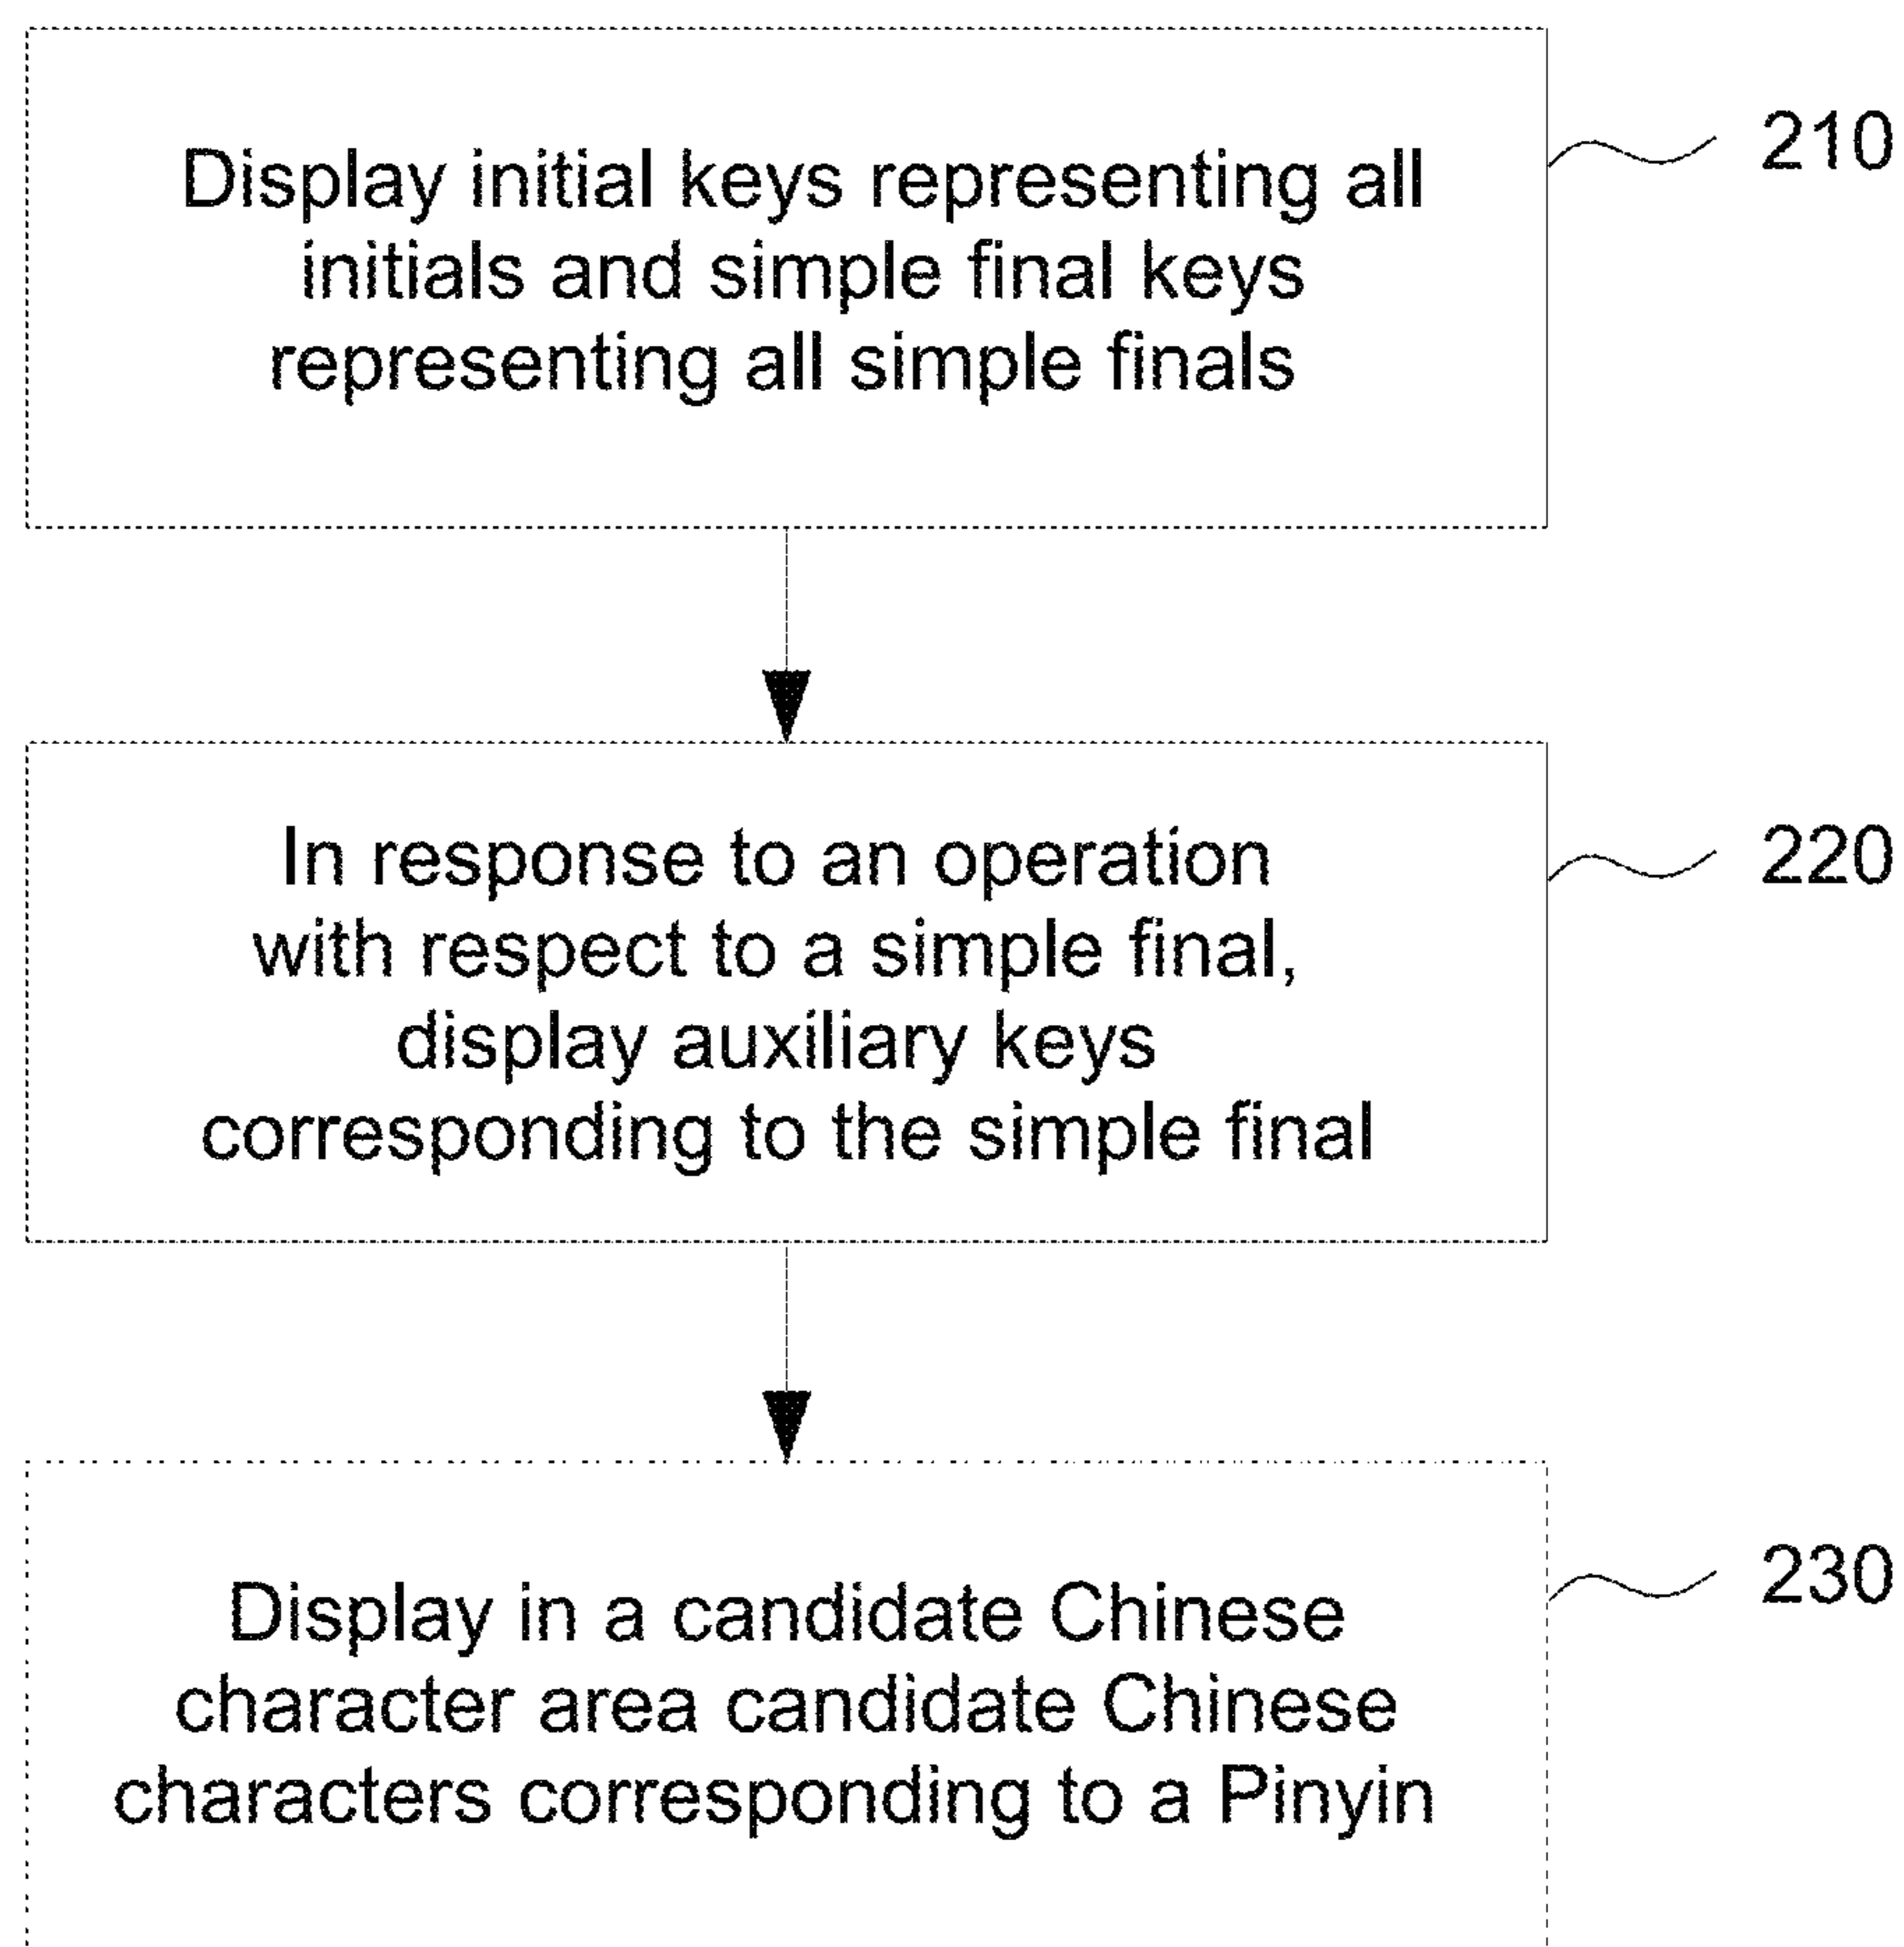 Display initial keys representing all
initials and simple final keys
representing all simple finals
210
In response to an operation
with respect to a simple final,
display auxiliary keys
corresponding to the simple final
220
Display in a candidate Chinese
character area candidate Chinese
characters corresponding to a Pinyin
230